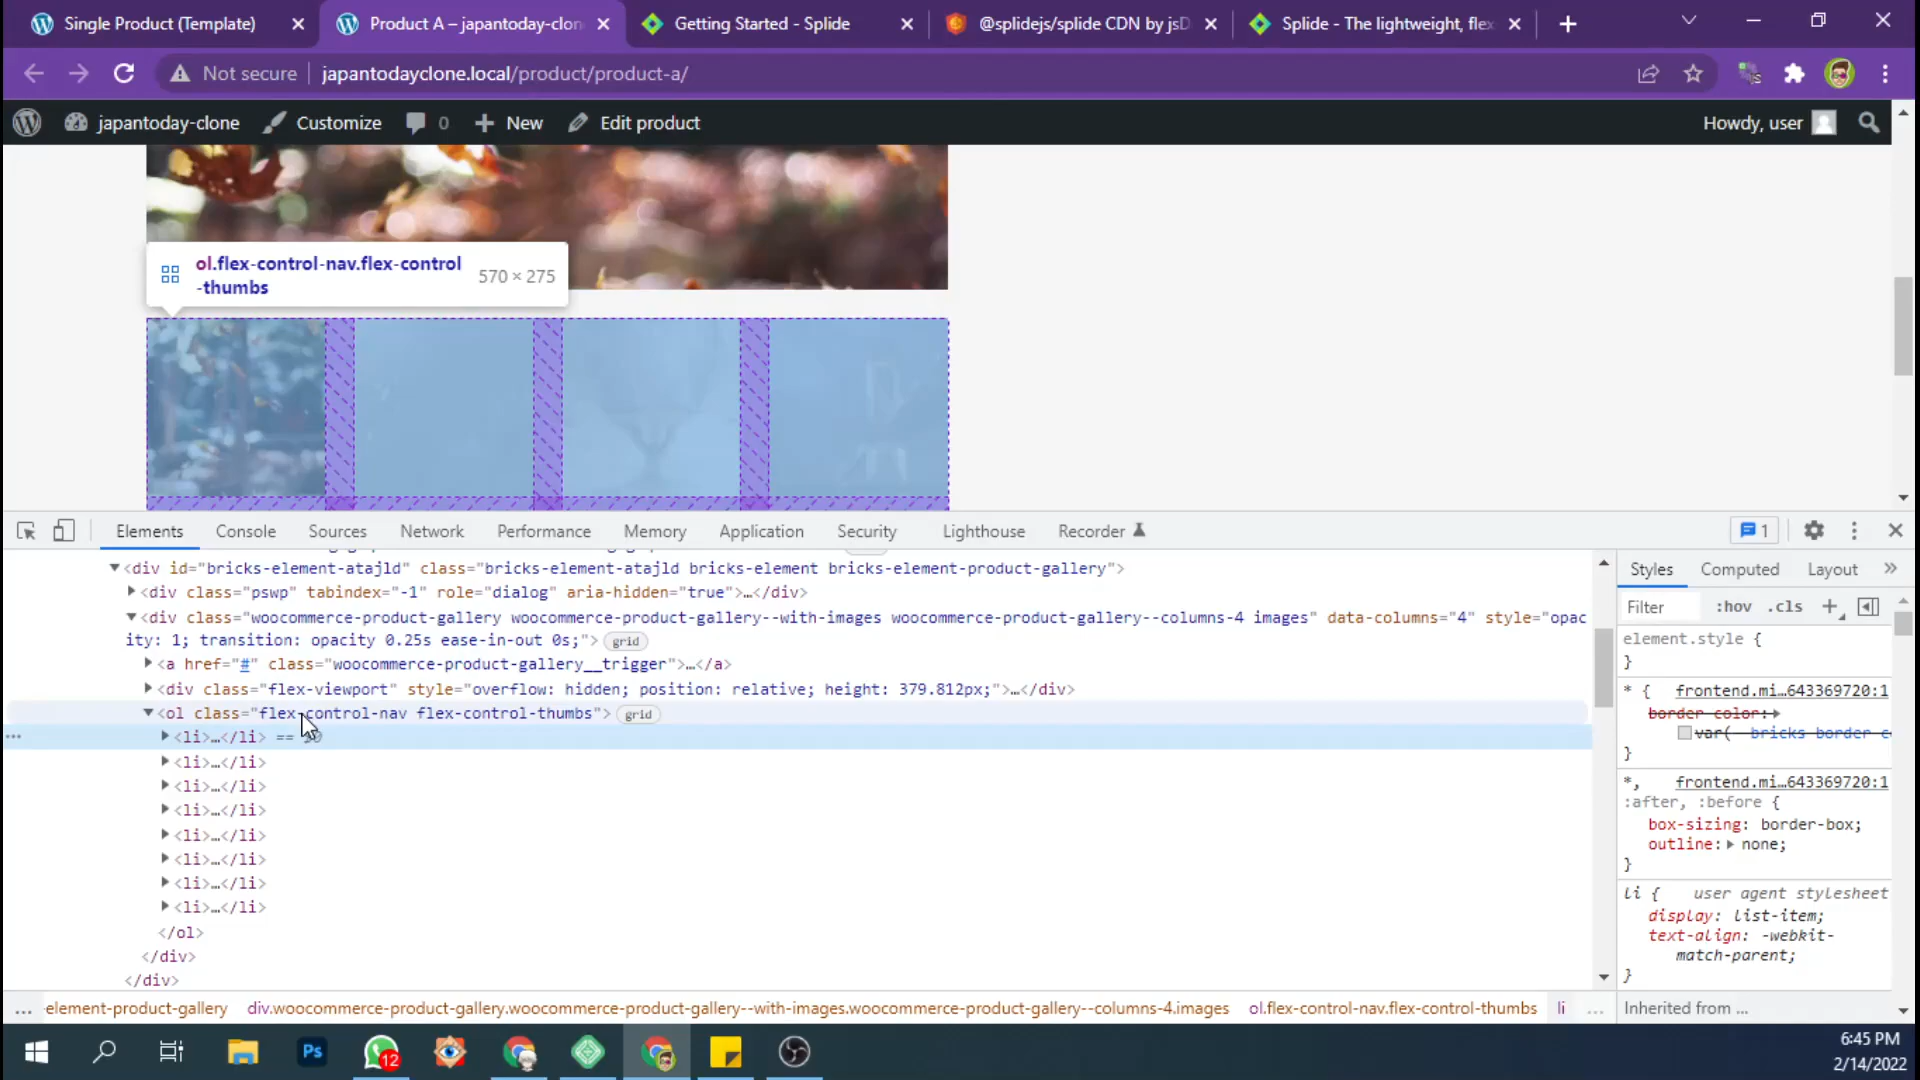 Single Product (Template)
Product A – japantoday-clon
Getting Started - Splide
@splidejs/splide CDN by jsD
Splide - The lightweight, flex
Not secure
japantodayclone.local/product/product-a/
japantoday-clone
Customize
0
New
Edit product
Howdy, user
ol.flex-control-nav.flex-control
-thumbs
570 × 275
Elements
Console
Sources
Network
Performance
Memory
Application
Security
Lighthouse
Recorder
1
<div id="bricks-element-atajld" class="bricks-element-atajld bricks-element bricks-element-product-gallery">
<div class="pswp" tabindex="-1" role="dialog" aria-hidden="true">…</div>
<div class="woocommerce-product-gallery woocommerce-product-gallery--with-images woocommerce-product-gallery--columns-4 images" data-columns="4" style="opac
ity: 1; transition: opacity 0.25s ease-in-out 0s;"> grid
<a href="#" class="woocommerce-product-gallery__trigger">…</a>
<div class="flex-viewport" style="overflow: hidden; position: relative; height: 379.812px;">…</div>
<ol class="flex-control-nav flex-control-thumbs"> grid
<li>…</li> ==
<li>…</li>
<li>…</li>
<li>…</li>
<li>…</li>
<li>…</li>
<li>…</li>
<li>…</li>
</ol>
</div>
</div>
... -element-product-gallery
div.woocommerce-product-gallery.woocommerce-product-gallery--with-images.woocommerce-product-gallery--columns-4.images
ol.flex-control-nav.flex-control-thumbs
li
...
Styles
Computed
Layout
»
Filter
:hov
.cls
element.style {
}
* {
frontend.mi…643369720:1
border-color:
var(--bricks-border-c
}
*,
frontend.mi…643369720:1
:after, :before {
box-sizing: border-box;
outline: none;
}
li {
user agent stylesheet
display: list-item;
text-align: -webkit-
match-parent;
}
Inherited from ...
Ps
12
6:45 PM
2/14/2022